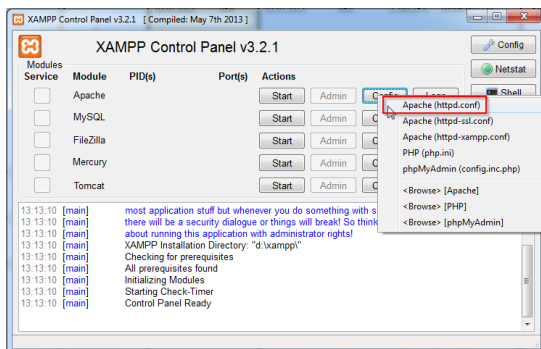 XAMPP Control Panel v3.2.1 [ Compiled: May 7th 2013 ]
XAMPP Control Panel v3.2.1
Config
Netstat
Shell
Modules
Service Module PID(s) Port(s) Actions
Apache Start Admin Config Logs
MySQL Start Admin
FileZilla Start Admin
Mercury Start Admin
Tomcat Start Admin
Apache (httpd.conf)
Apache (httpd-ssl.conf)
Apache (httpd-xampp.conf)
PHP (php.ini)
phpMyAdmin (config.inc.php)
<Browse> [Apache]
<Browse> [PHP]
<Browse> [phpMyAdmin]
13:13:10 [main] most application stuff but whenever you do something with s
13:13:10 [main] there will be a security dialogue or things will break! So think
13:13:10 [main] about running this application with administrator rights!
13:13:10 [main] XAMPP Installation Directory: "d:\xampp\"
13:13:10 [main] Checking for prerequisites
13:13:10 [main] All prerequisites found
13:13:10 [main] Initializing Modules
13:13:10 [main] Starting Check-Timer
13:13:10 [main] Control Panel Ready